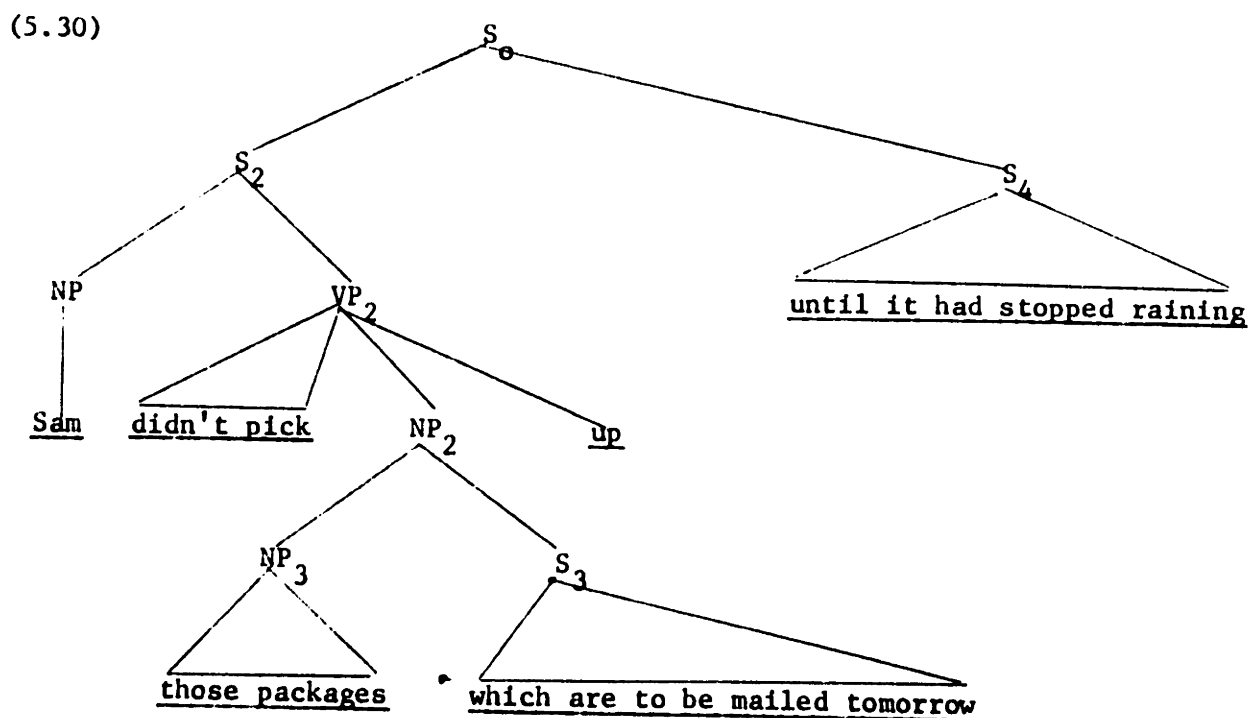 (5.30)
S0
S2
S4
NP
VP2
until it had stopped raining
Sam
didn't pick
NP2
up
NP3
S3
those packages
which are to be mailed tomorrow